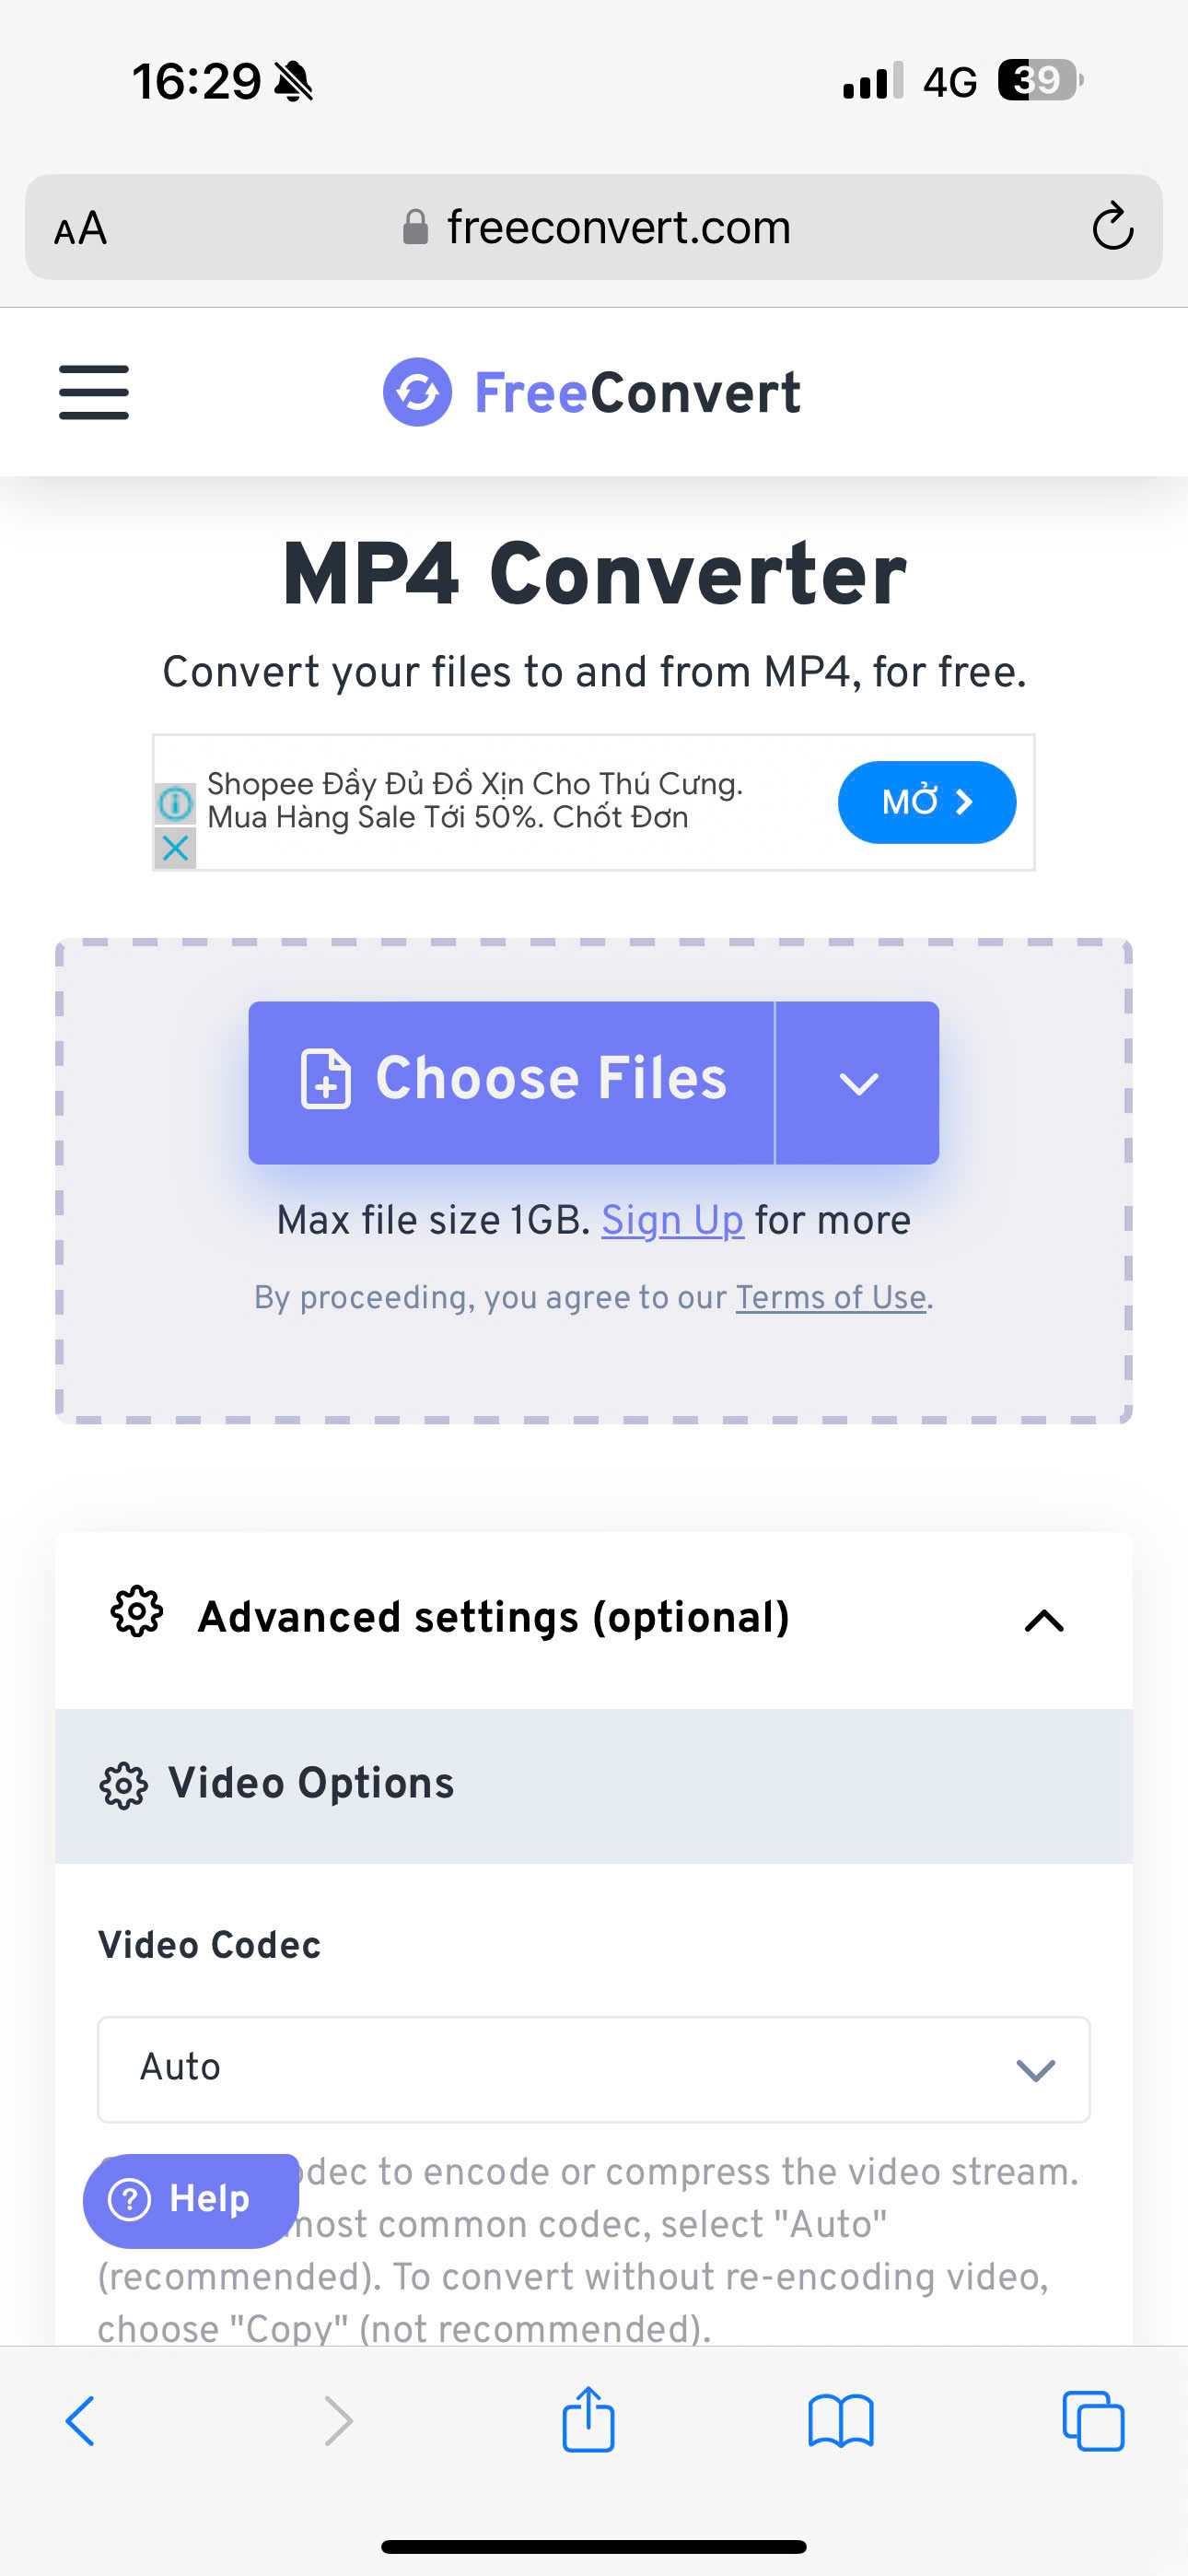 16:29
4G
39
AA
freeconvert.com
FreeConvert
MP4 Converter
Convert your files to and from MP4, for free.
Shopee Đầy Đủ Đồ Xịn Cho Thú Cưng.
Mua Hàng Sale Tới 50%. Chốt Đơn
MỞ
Choose Files
Max file size 1GB. Sign Up for more
By proceeding, you agree to our Terms of Use.
Advanced settings (optional)
Video Options
Video Codec
Auto
to encode or compress the video stream.
most common codec, select "Auto"
Help
(recommended). To convert without re-encoding video,
choose "Copy" (not recommended).